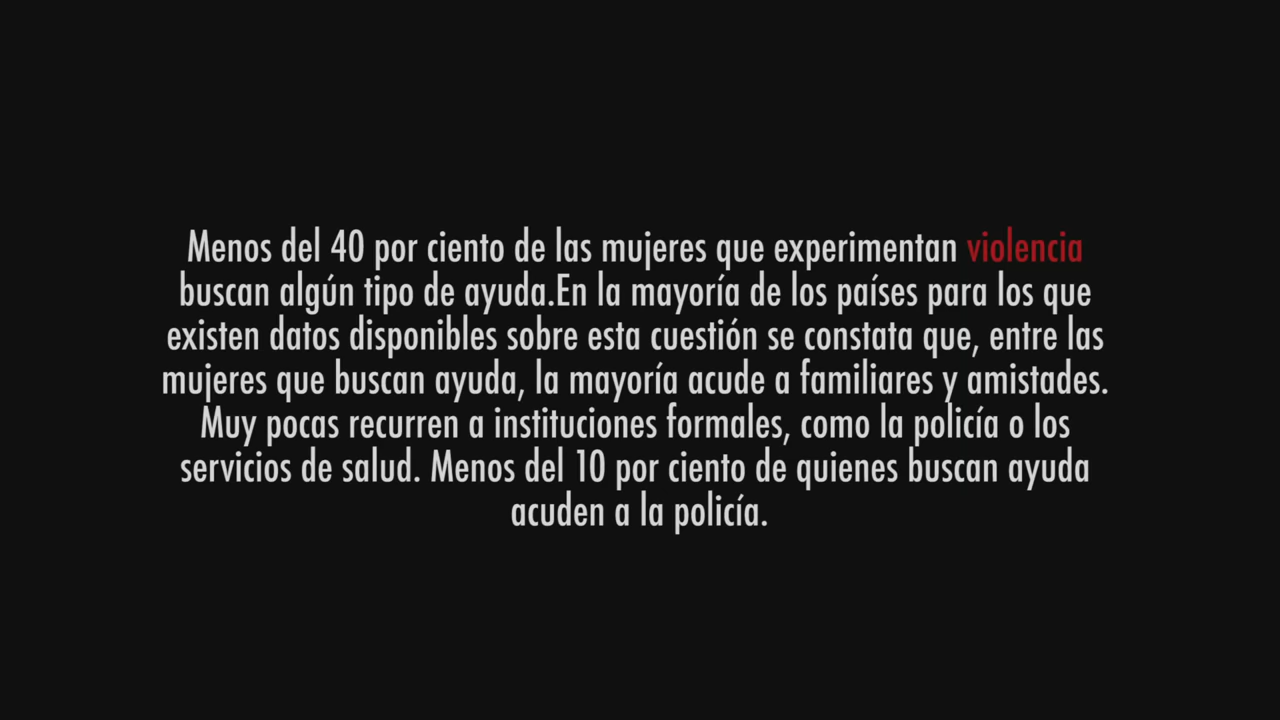 Menos del 40 por ciento de las mujeres que experimentan violencia
buscan algún tipo de ayuda.En la mayoría de los países para los que
existen datos disponibles sobre esta cuestión se constata que, entre las
mujeres que buscan ayuda, la mayoría acude a familiares y amistades.
Muy pocas recurren a instituciones formales, como la policía o los
servicios de salud. Menos del 10 por ciento de quienes buscan ayuda
acuden a la policía.